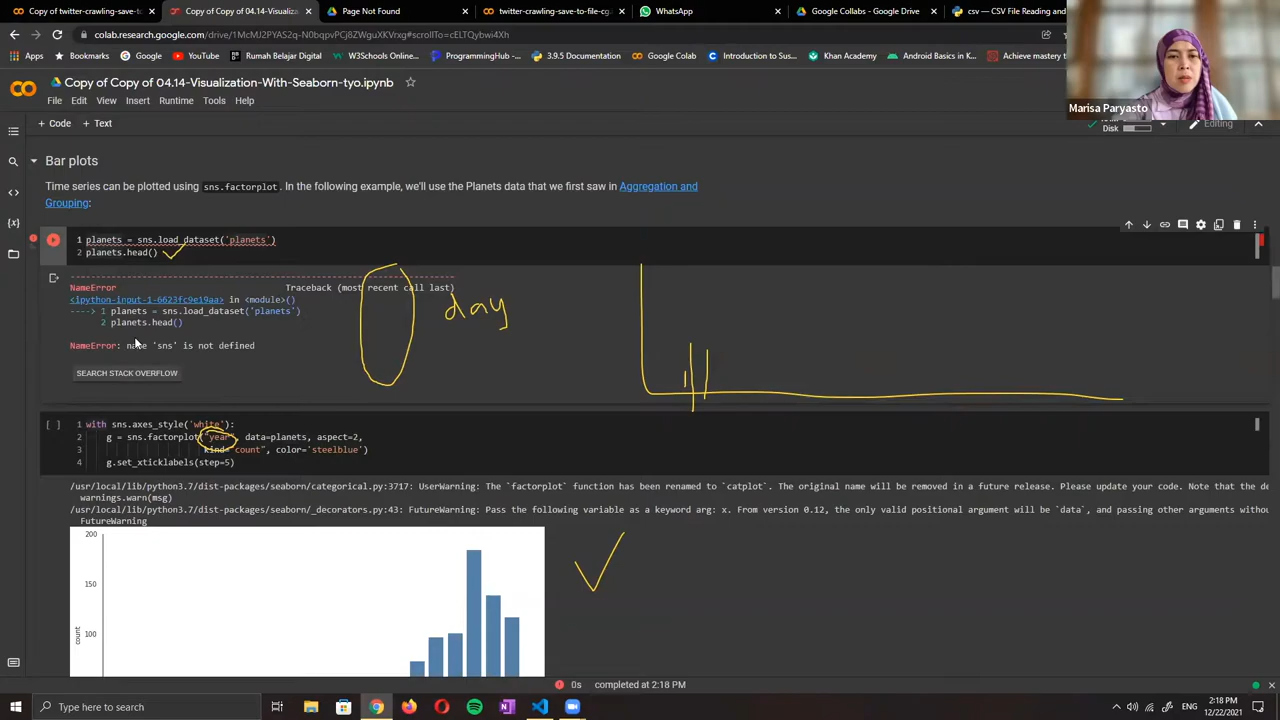 Copy of twitter-crawling-save-to-
Copy of Copy of 04.14-Visualiza
Page Not Found
twitter-crawling-save-to-file-cg
WhatsApp
Google Collabs - Google Drive
csv — CSV File Reading and
colab.research.google.com/drive/1McMJ2PYAS2q-N0bqpvPCj8ZwuGXKVrxg#scrollTo=cELTQybwi4Xh
Apps
Bookmark
Google
YouTube
Rumah Belajar Digital
W3Schools Online...
ProgrammingHub,...
3.9.5 Documentation
Google Colab
Introduction to Sus...
Khan Academy
Android Basics in K...
Achieve mastery t
Copy of Copy of 04.14-Visualization-With-Seaborn-tyo.ipynb
File Edit View Insert Runtime Tools Help
Marisa Paryasto
+ Code + Text
Disk
Editing
Bar plots
Time series can be plotted using sns.factorplot. In the following example, we'll use the Planets data that we first saw in Aggregation and
Grouping:
1 planets = sns.load_dataset('planets')
2 planets.head()
NameError Traceback (most recent call last)
<ipython-input-1-6623fc9e19aa> in <module>()
----> 1 planets = sns.load_dataset('planets')
2 planets.head()
day
NameError: name 'sns' is not defined
SEARCH STACK OVERFLOW
1 with sns.axes_style('white'):
2 g = sns.factorplot("year", data=planets, aspect=2,
3 kind="count", color='steelblue')
4 g.set_xticklabels(step=5)
/usr/local/lib/python3.7/dist-packages/seaborn/categorical.py:3717: UserWarning: The `factorplot` function has been renamed to `catplot`. The original name will be removed in a future release. Please update your code. Note that the de
warnings.warn(msg)
/usr/local/lib/python3.7/dist-packages/seaborn/_decorators.py:43: FutureWarning: Pass the following variable as a keyword arg: x. From version 0.12, the only valid positional argument will be `data`, and passing other arguments withou
FutureWarning
200
150
100
count
0s completed at 2:18 PM
Type here to search
ENG
2:18 PM
12/22/2021